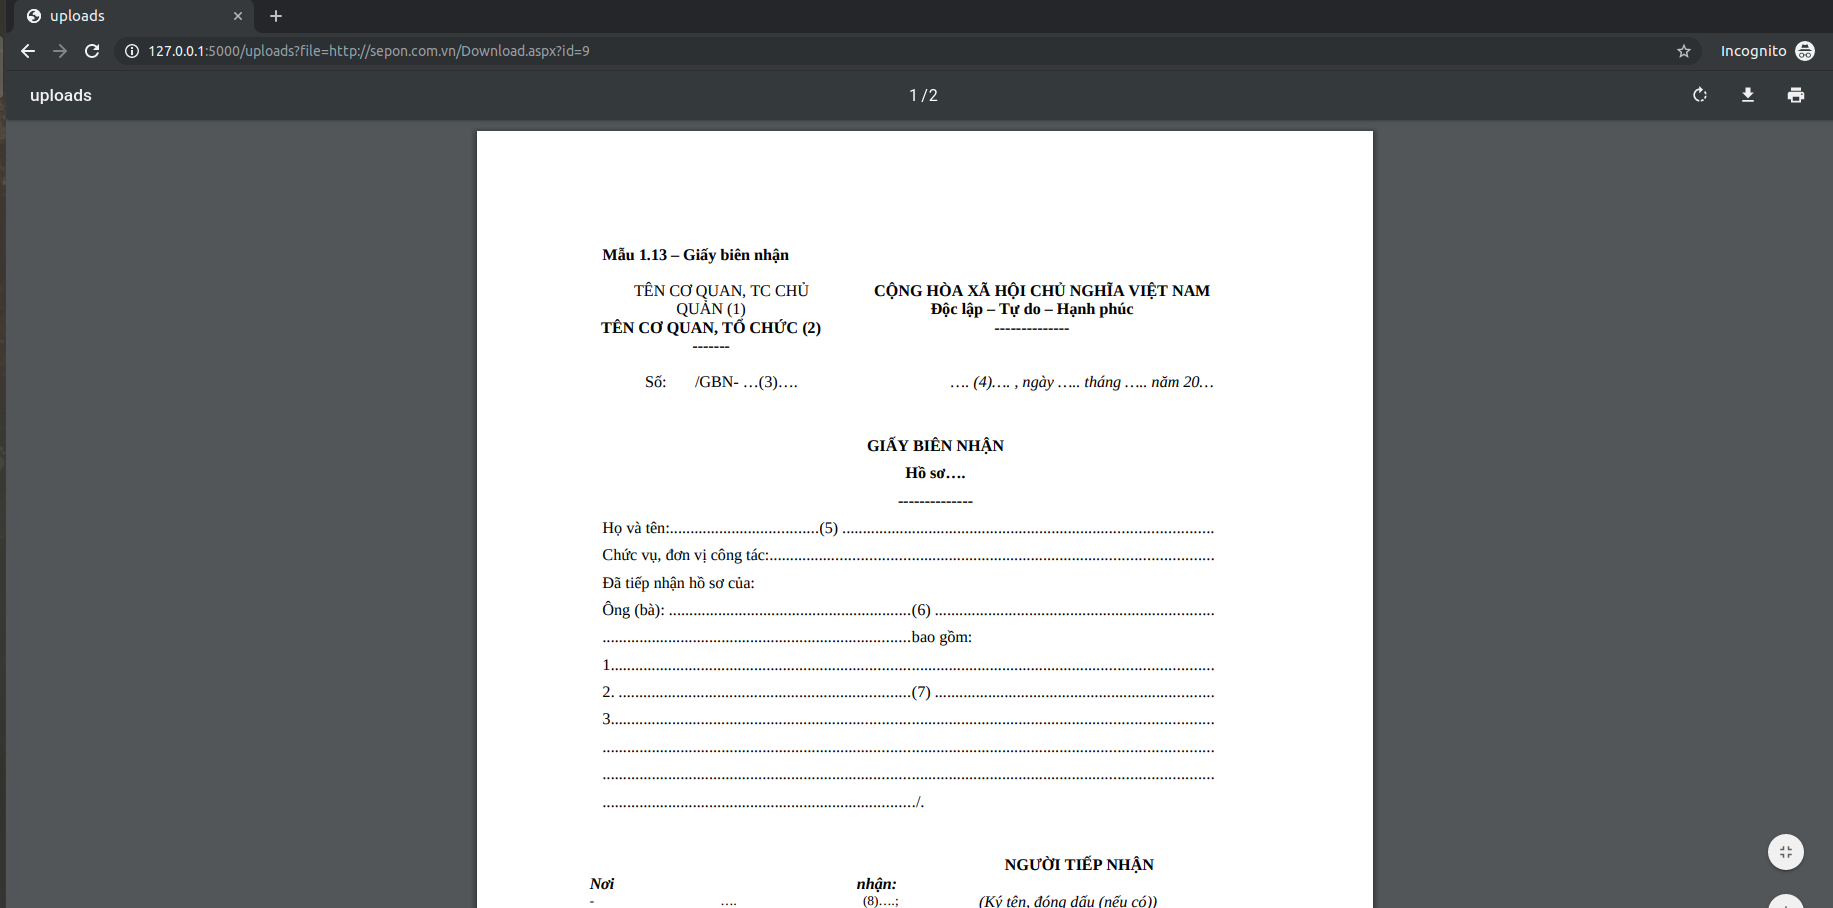 uploads
127.0.0.1:5000/uploads?file=http://sepon.com.vn/Download.aspx?id=9
Incognito
uploads
1/2
Mẫu 1.13 – Giấy biên nhận
TÊN CƠ QUAN, TC CHỦ
QUẢN (1)
TÊN CƠ QUAN, TỔ CHỨC (2)
-------
CỘNG HÒA XÃ HỘI CHỦ NGHĨA VIỆT NAM
Độc lập – Tự do – Hạnh phúc
--------------
Số: /GBN- …(3)….
…. (4)…. , ngày ….. tháng ….. năm 20…
GIẤY BIÊN NHẬN
Hồ sơ….
--------------
Họ và tên:....................................(5) ..........................................................................................
Chức vụ, đơn vị công tác:............................................................................................................
Đã tiếp nhận hồ sơ của:
Ông (bà): ...........................................................(6) ....................................................................
...........................................................................bao gồm:
1...................................................................................................................................................
2. .......................................................................(7) ....................................................................
3...................................................................................................................................................
.....................................................................................................................................................
.....................................................................................................................................................
............................................................................/.
NGƯỜI TIẾP NHẬN
Nơi nhận:
- …. (8)….;
(Ký tên, đóng dấu (nếu có))